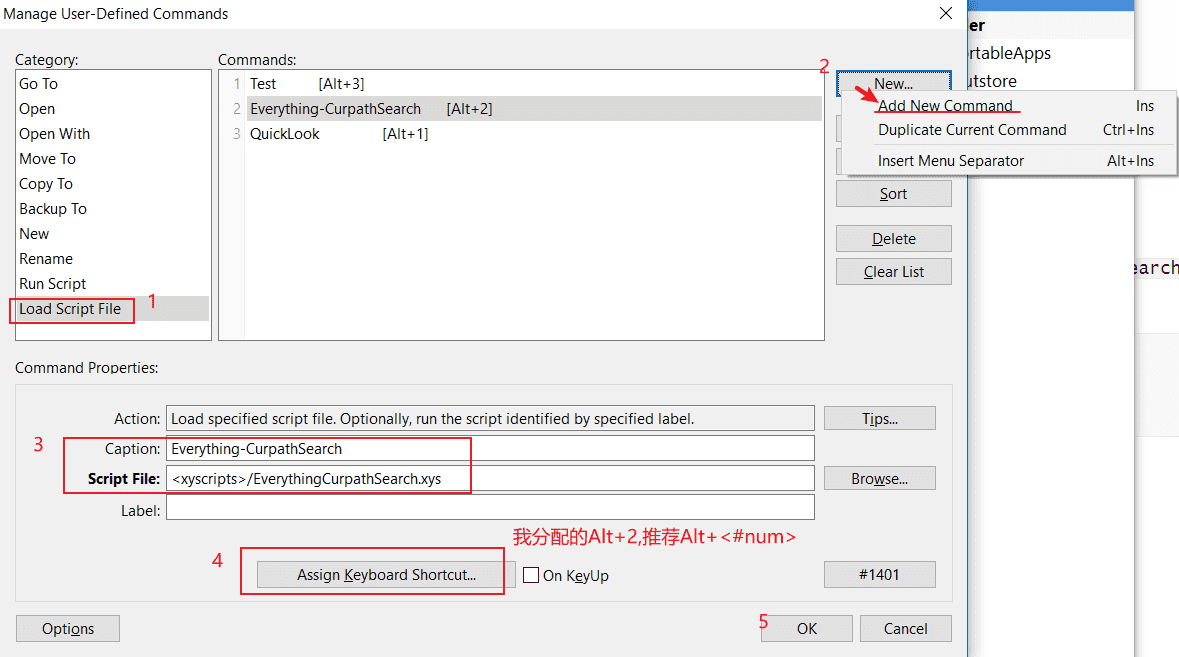 Manage User-Defined Commands
er
rtableApps
utstore
Category:
Commands:
Go To
Open
Open With
Move To
Copy To
Backup To
New
Rename
Run Script
Load Script File
1
1 Test [Alt+3]
2 Everything-CurpathSearch [Alt+2]
3 QuickLook [Alt+1]
2
New...
Add New Command Ins
Duplicate Current Command Ctrl+Ins
Insert Menu Separator Alt+Ins
Sort
Delete
Clear List
earch
Command Properties:
Action: Load specified script file. Optionally, run the script identified by specified label. Tips...
3
Caption: Everything-CurpathSearch
Script File: <xyscripts>/EverythingCurpathSearch.xys Browse...
Label:
我分配的Alt+2,推荐Alt+<#num>
4
Assign Keyboard Shortcut... On KeyUp #1401
Options
5
OK
Cancel